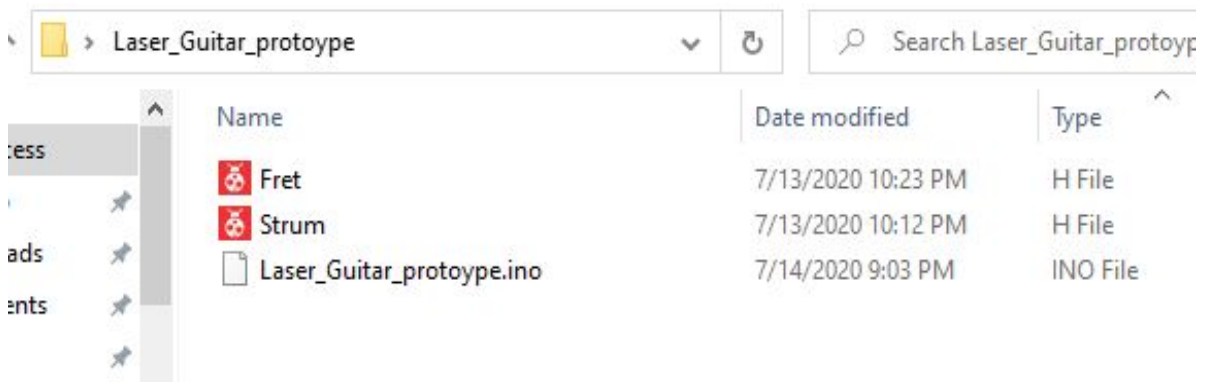 Laser_Guitar_protoype Search Laser_Guitar_protoyp
Name Date modified Type
cess
Fret 7/13/2020 10:23 PM H File
Strum 7/13/2020 10:12 PM H File
ads
Laser_Guitar_protoype.ino 7/14/2020 9:03 PM INO File
ents